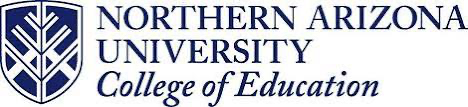 NORTHERN ARIZONA
UNIVERSITY
College of Education